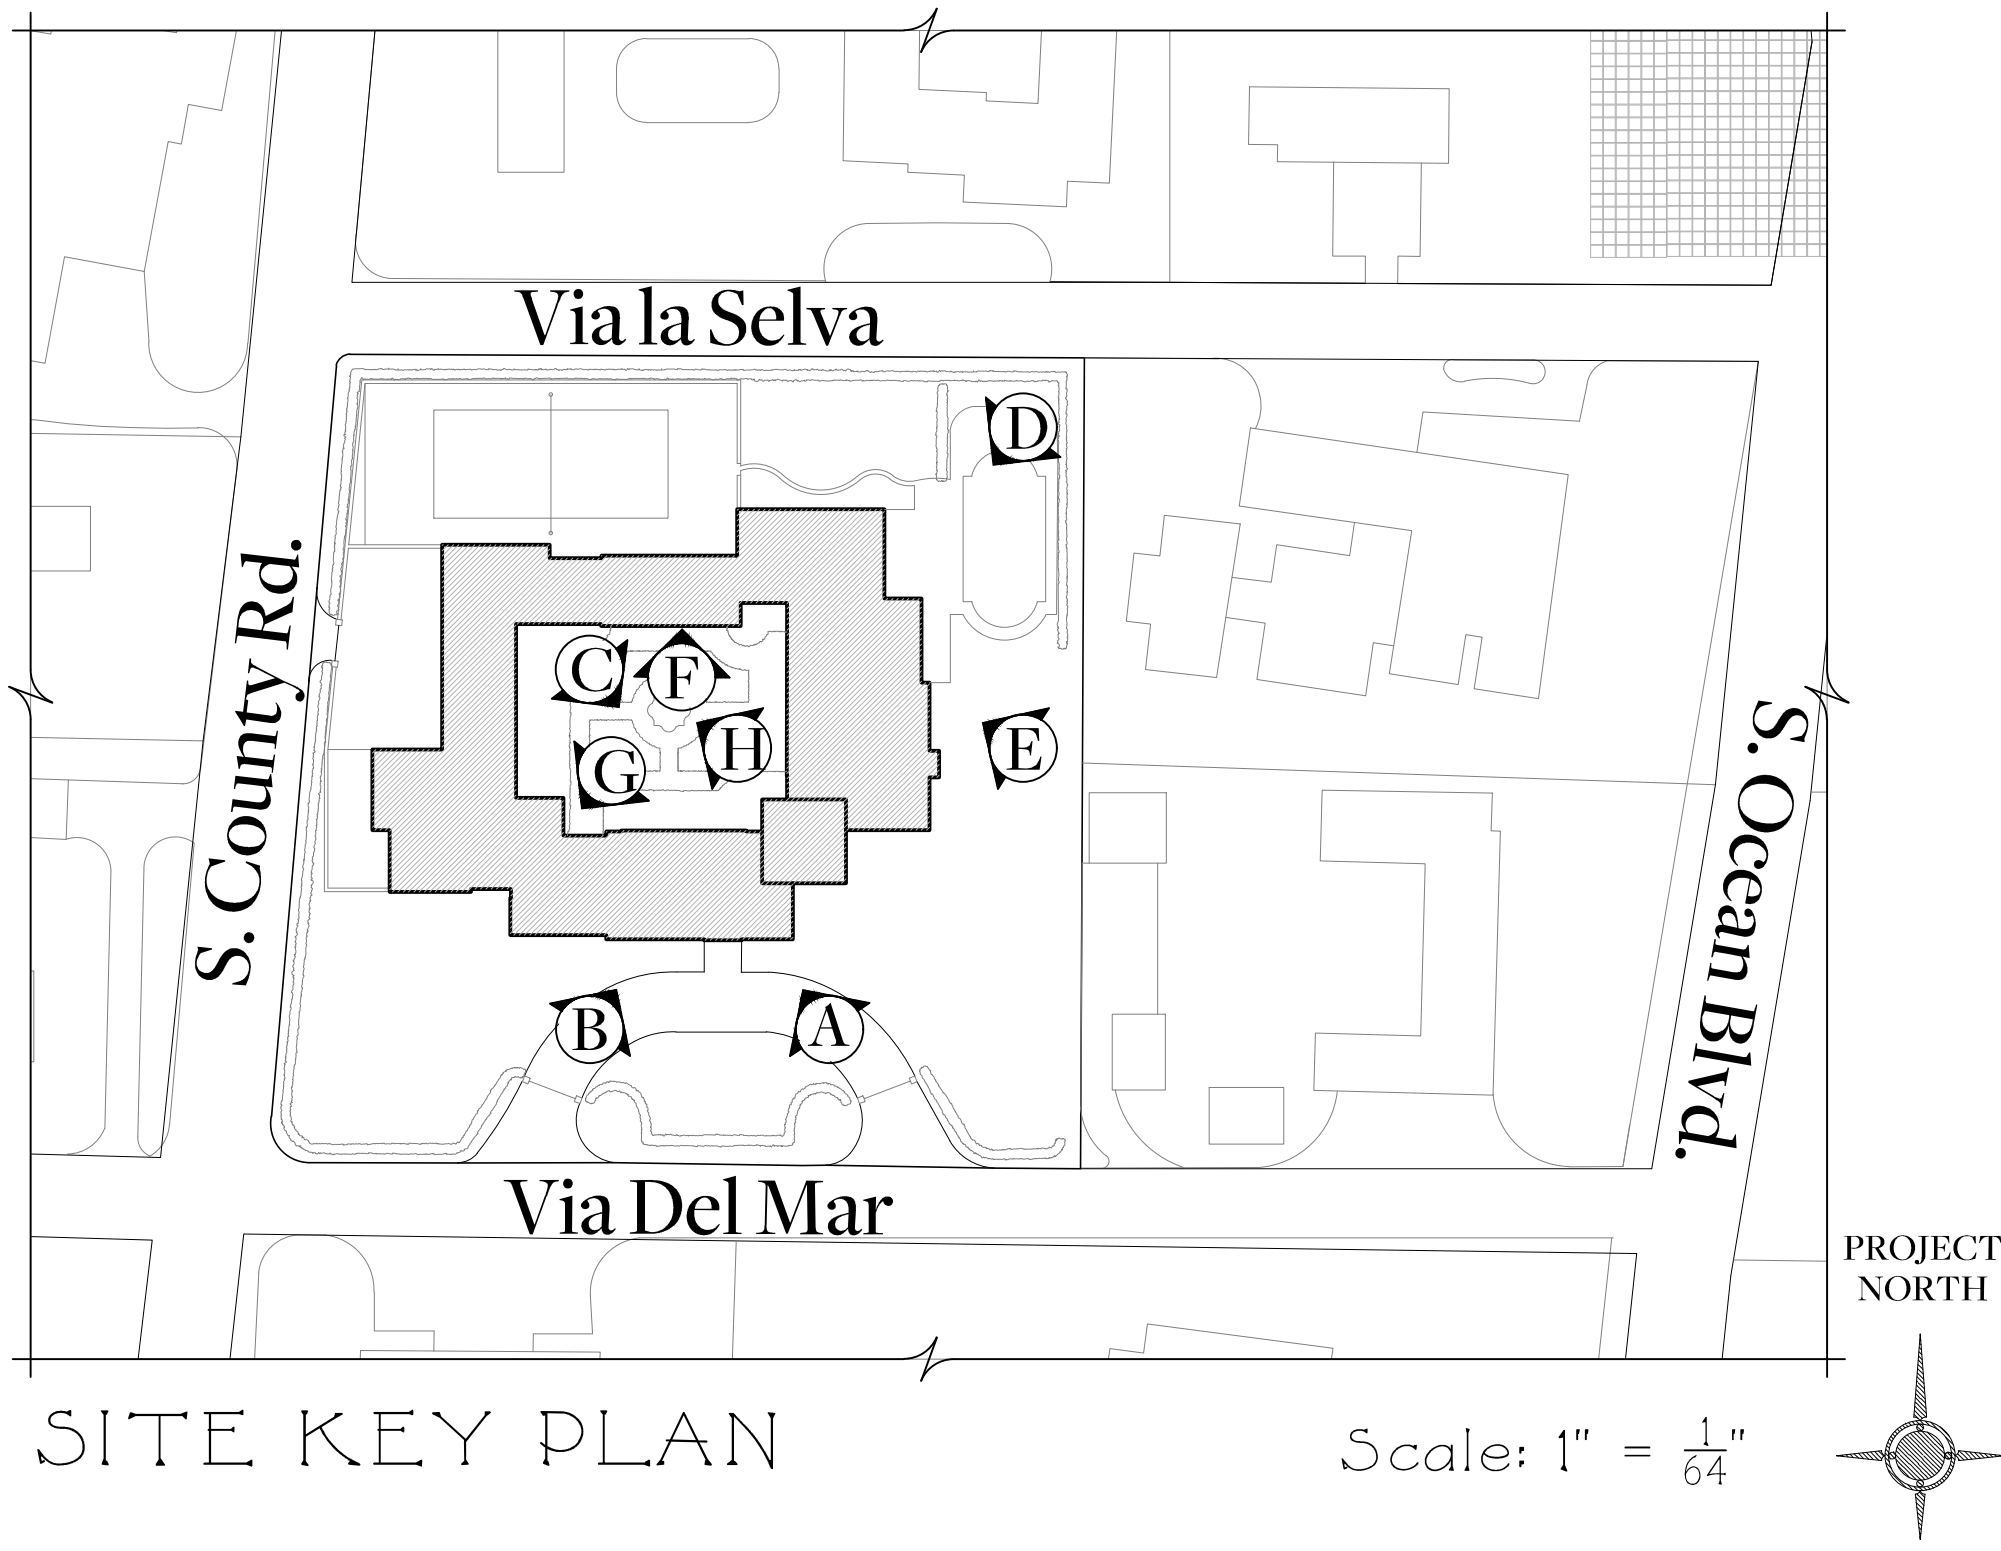 Via la Selva
D
S. County Rd.
C
F
H
G
E
S. Ocean Blvd.
B
A
Via Del Mar
PROJECT
NORTH
SITE KEY PLAN
Scale: 1" = 1/64"